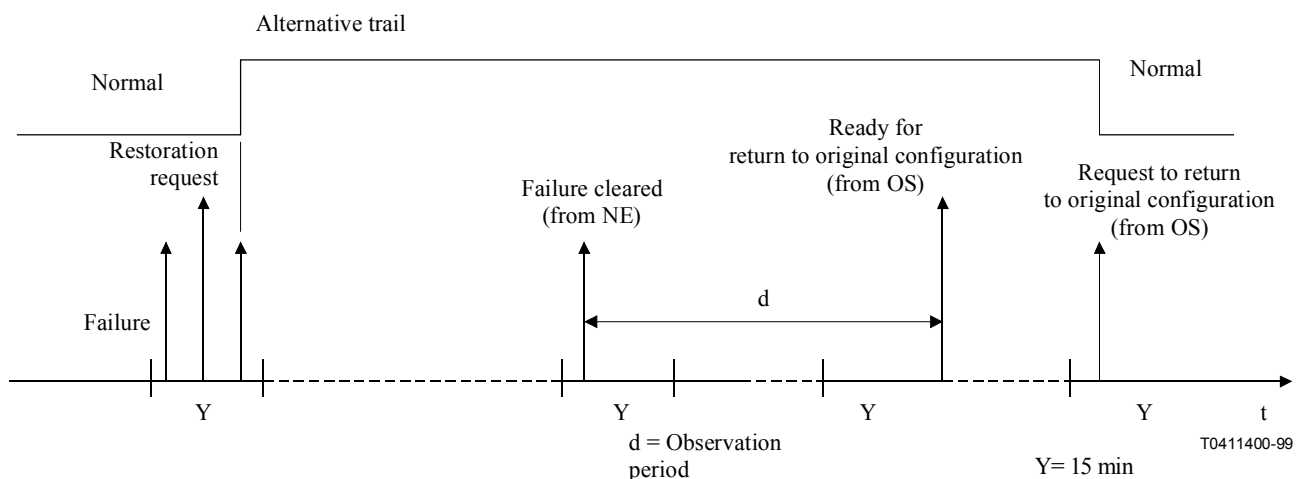 Alternative trail
Normal
Normal
Restoration
request
Ready for
return to original configuration
(from OS)
Failure cleared
(from NE)
Request to return
to original configuration
(from OS)
d
Failure
Y
Y
Y
Y
t
d = Observation
period
T0411400-99
Y= 15 min